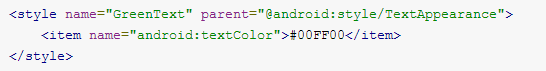 <style name="GreenText" parent="@android:style/TextAppearance">
    <item name="android:textColor">#00FF00</item>
</style>